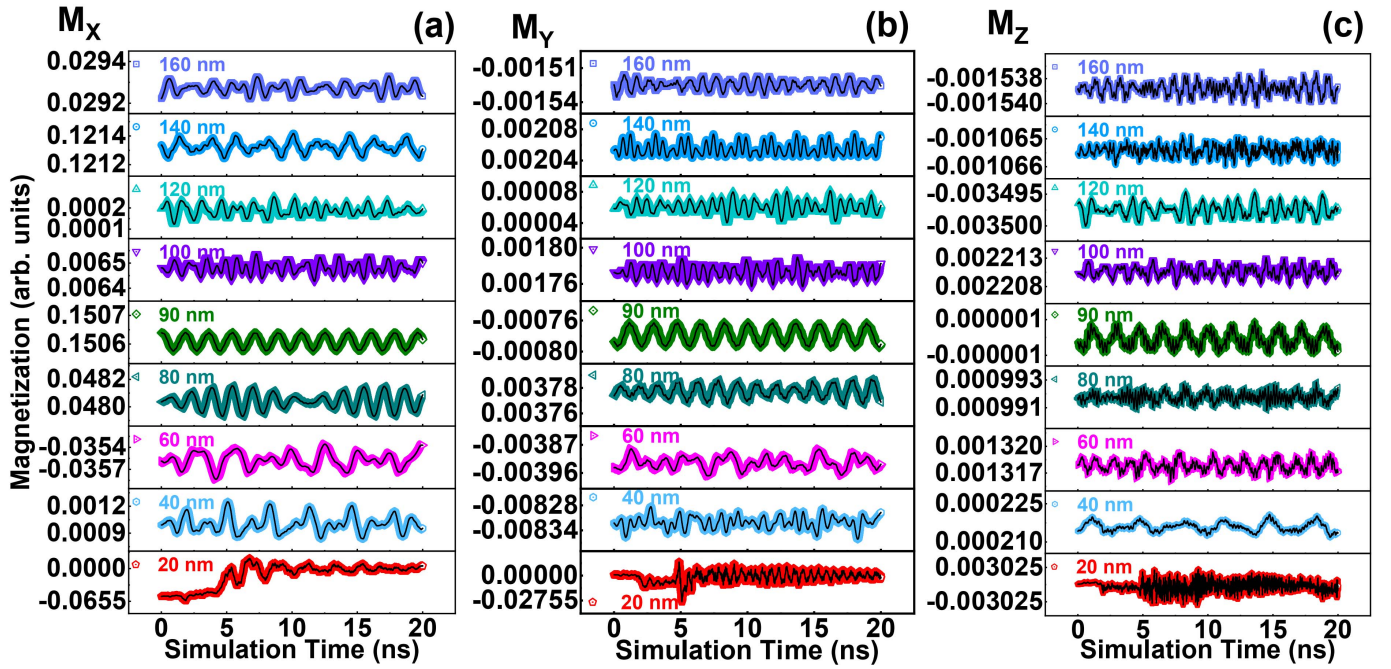 Magnetization (arb. units)
M_X (a)
160 nm
0.0294
0.0292
140 nm
0.1214
0.1212
120 nm
0.0002
0.0001
100 nm
0.0065
0.0064
90 nm
0.1507
0.1506
80 nm
0.0482
0.0480
60 nm
-0.0354
-0.0357
40 nm
0.0012
0.0009
20 nm
0.0000
-0.0655
0 5 10 15 20
Simulation Time (ns)
M_Y (b)
160 nm
-0.00151
-0.00154
140 nm
0.00208
0.00204
120 nm
0.00008
0.00004
100 nm
0.00180
0.00176
90 nm
-0.00076
-0.00080
80 nm
0.00378
0.00376
60 nm
-0.00387
-0.00396
40 nm
-0.00828
-0.00834
0.00000
-0.02755
20 nm
0 5 10 15 20
Simulation Time (ns)
M_Z (c)
160 nm
-0.001538
-0.001540
140 nm
-0.001065
-0.001066
120 nm
-0.003495
-0.003500
100 nm
0.002213
0.002208
90 nm
0.000001
-0.000001
80 nm
0.000993
0.000991
60 nm
0.001320
0.001317
40 nm
0.000225
0.000210
20 nm
0.003025
-0.003025
0 5 10 15 20
Simulation Time (ns)